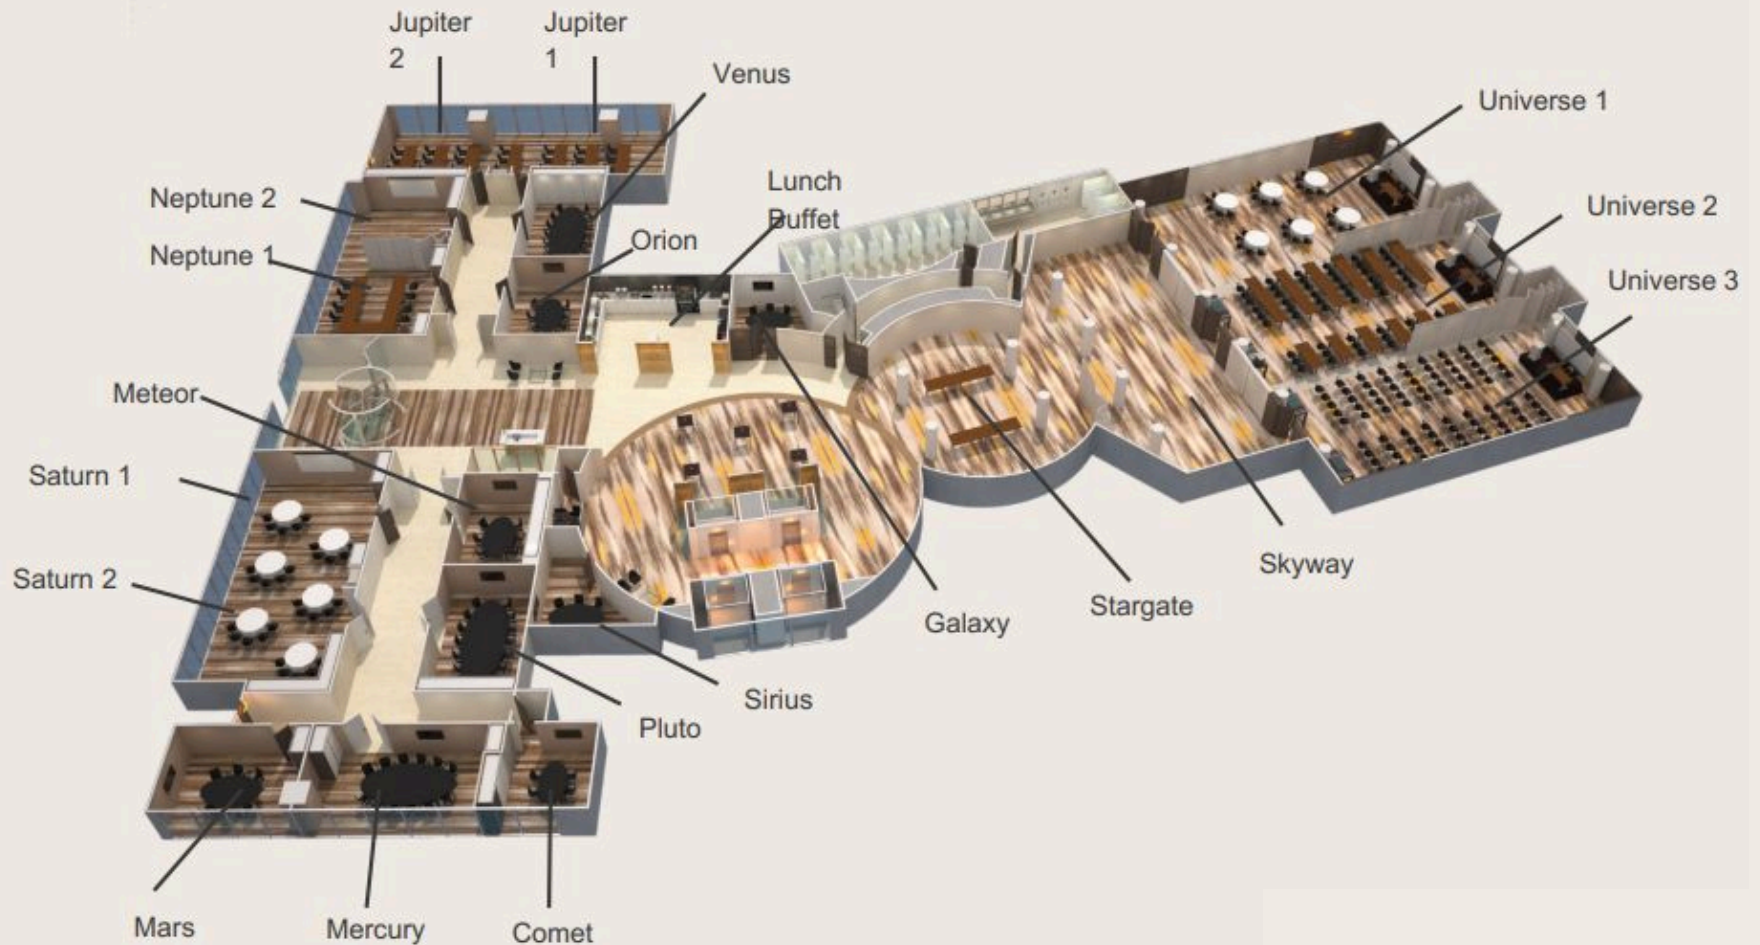 Jupiter
2
Jupiter
1
Venus
Universe 1
Lunch
Buffet
Neptune 2
Universe 2
Orion
Neptune 1
Universe 3
Meteor
Saturn 1
Skyway
Saturn 2
Stargate
Galaxy
Sirius
Pluto
Mars
Mercury
Comet